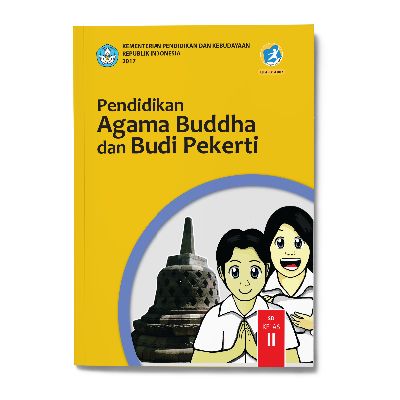 KEMENTERIAN PENDIDIKAN DAN KEBUDAYAAN
REPUBLIK INDONESIA
2017
Pendidikan
Agama Buddha
dan Budi Pekerti
SD
KELAS
II